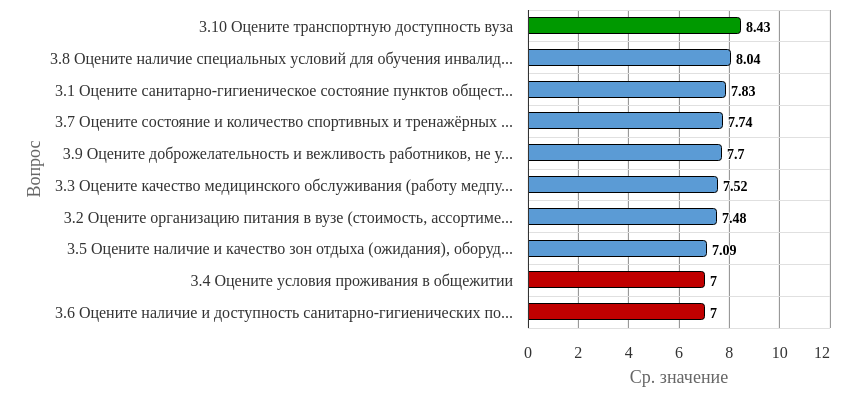 3.10 Оцените транспортную доступность вуза 8.43
3.8 Оцените наличие специальных условий для обучения инвалид... 8.04
3.1 Оцените санитарно-гигиеническое состояние пунктов общест... 7.83
3.7 Оцените состояние и количество спортивных и тренажёрных ... 7.74
3.9 Оцените доброжелательность и вежливость работников, не у... 7.7
3.3 Оцените качество медицинского обслуживания (работу медпу... 7.52
3.2 Оцените организацию питания в вузе (стоимость, ассортиме... 7.48
3.5 Оцените наличие и качество зон отдыха (ожидания), оборуд... 7.09
3.4 Оцените условия проживания в общежитии 7
3.6 Оцените наличие и доступность санитарно-гигиенических по... 7
Вопрос
0 2 4 6 8 10 12
Ср. значение